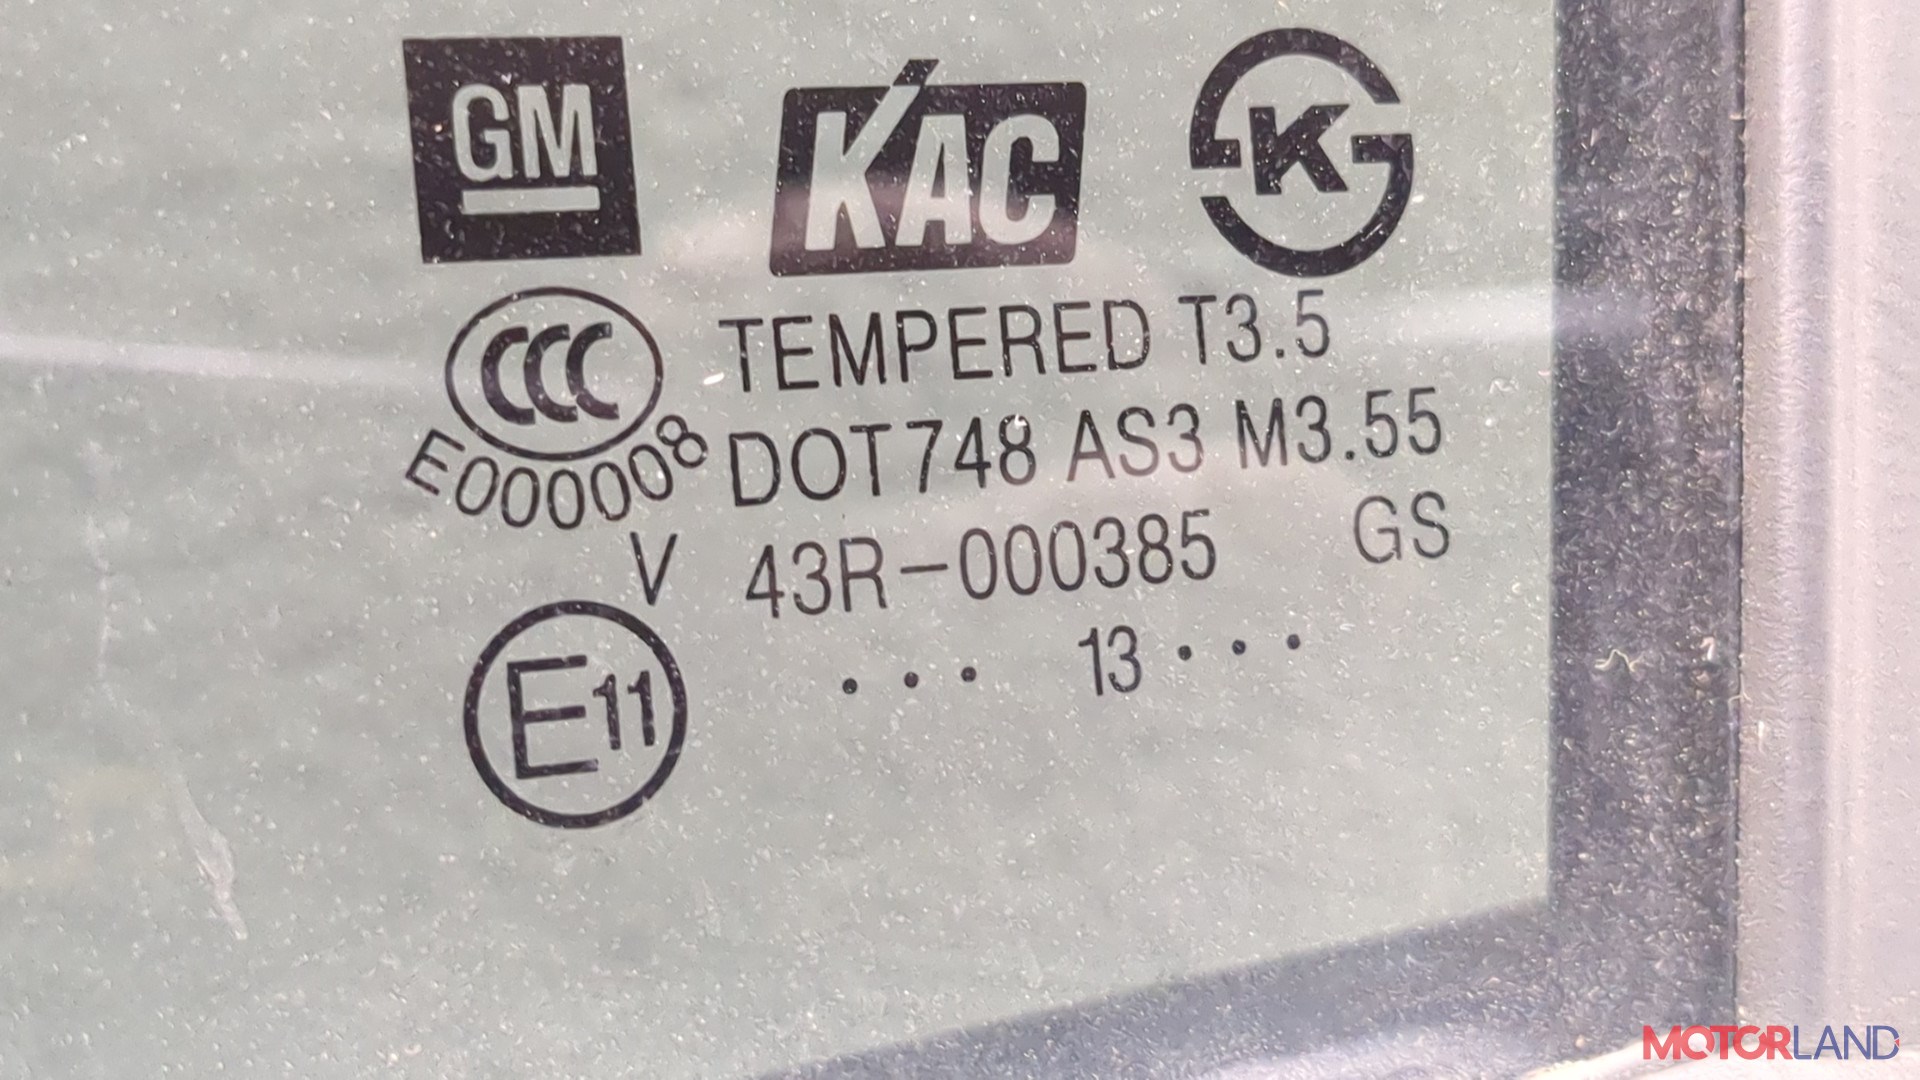 GM KAC K
CCC TEMPERED T3.5
E000008 DOT748 AS3 M3.55
V 43R-000385 GS
E11 ... 13...
MOTORLAND